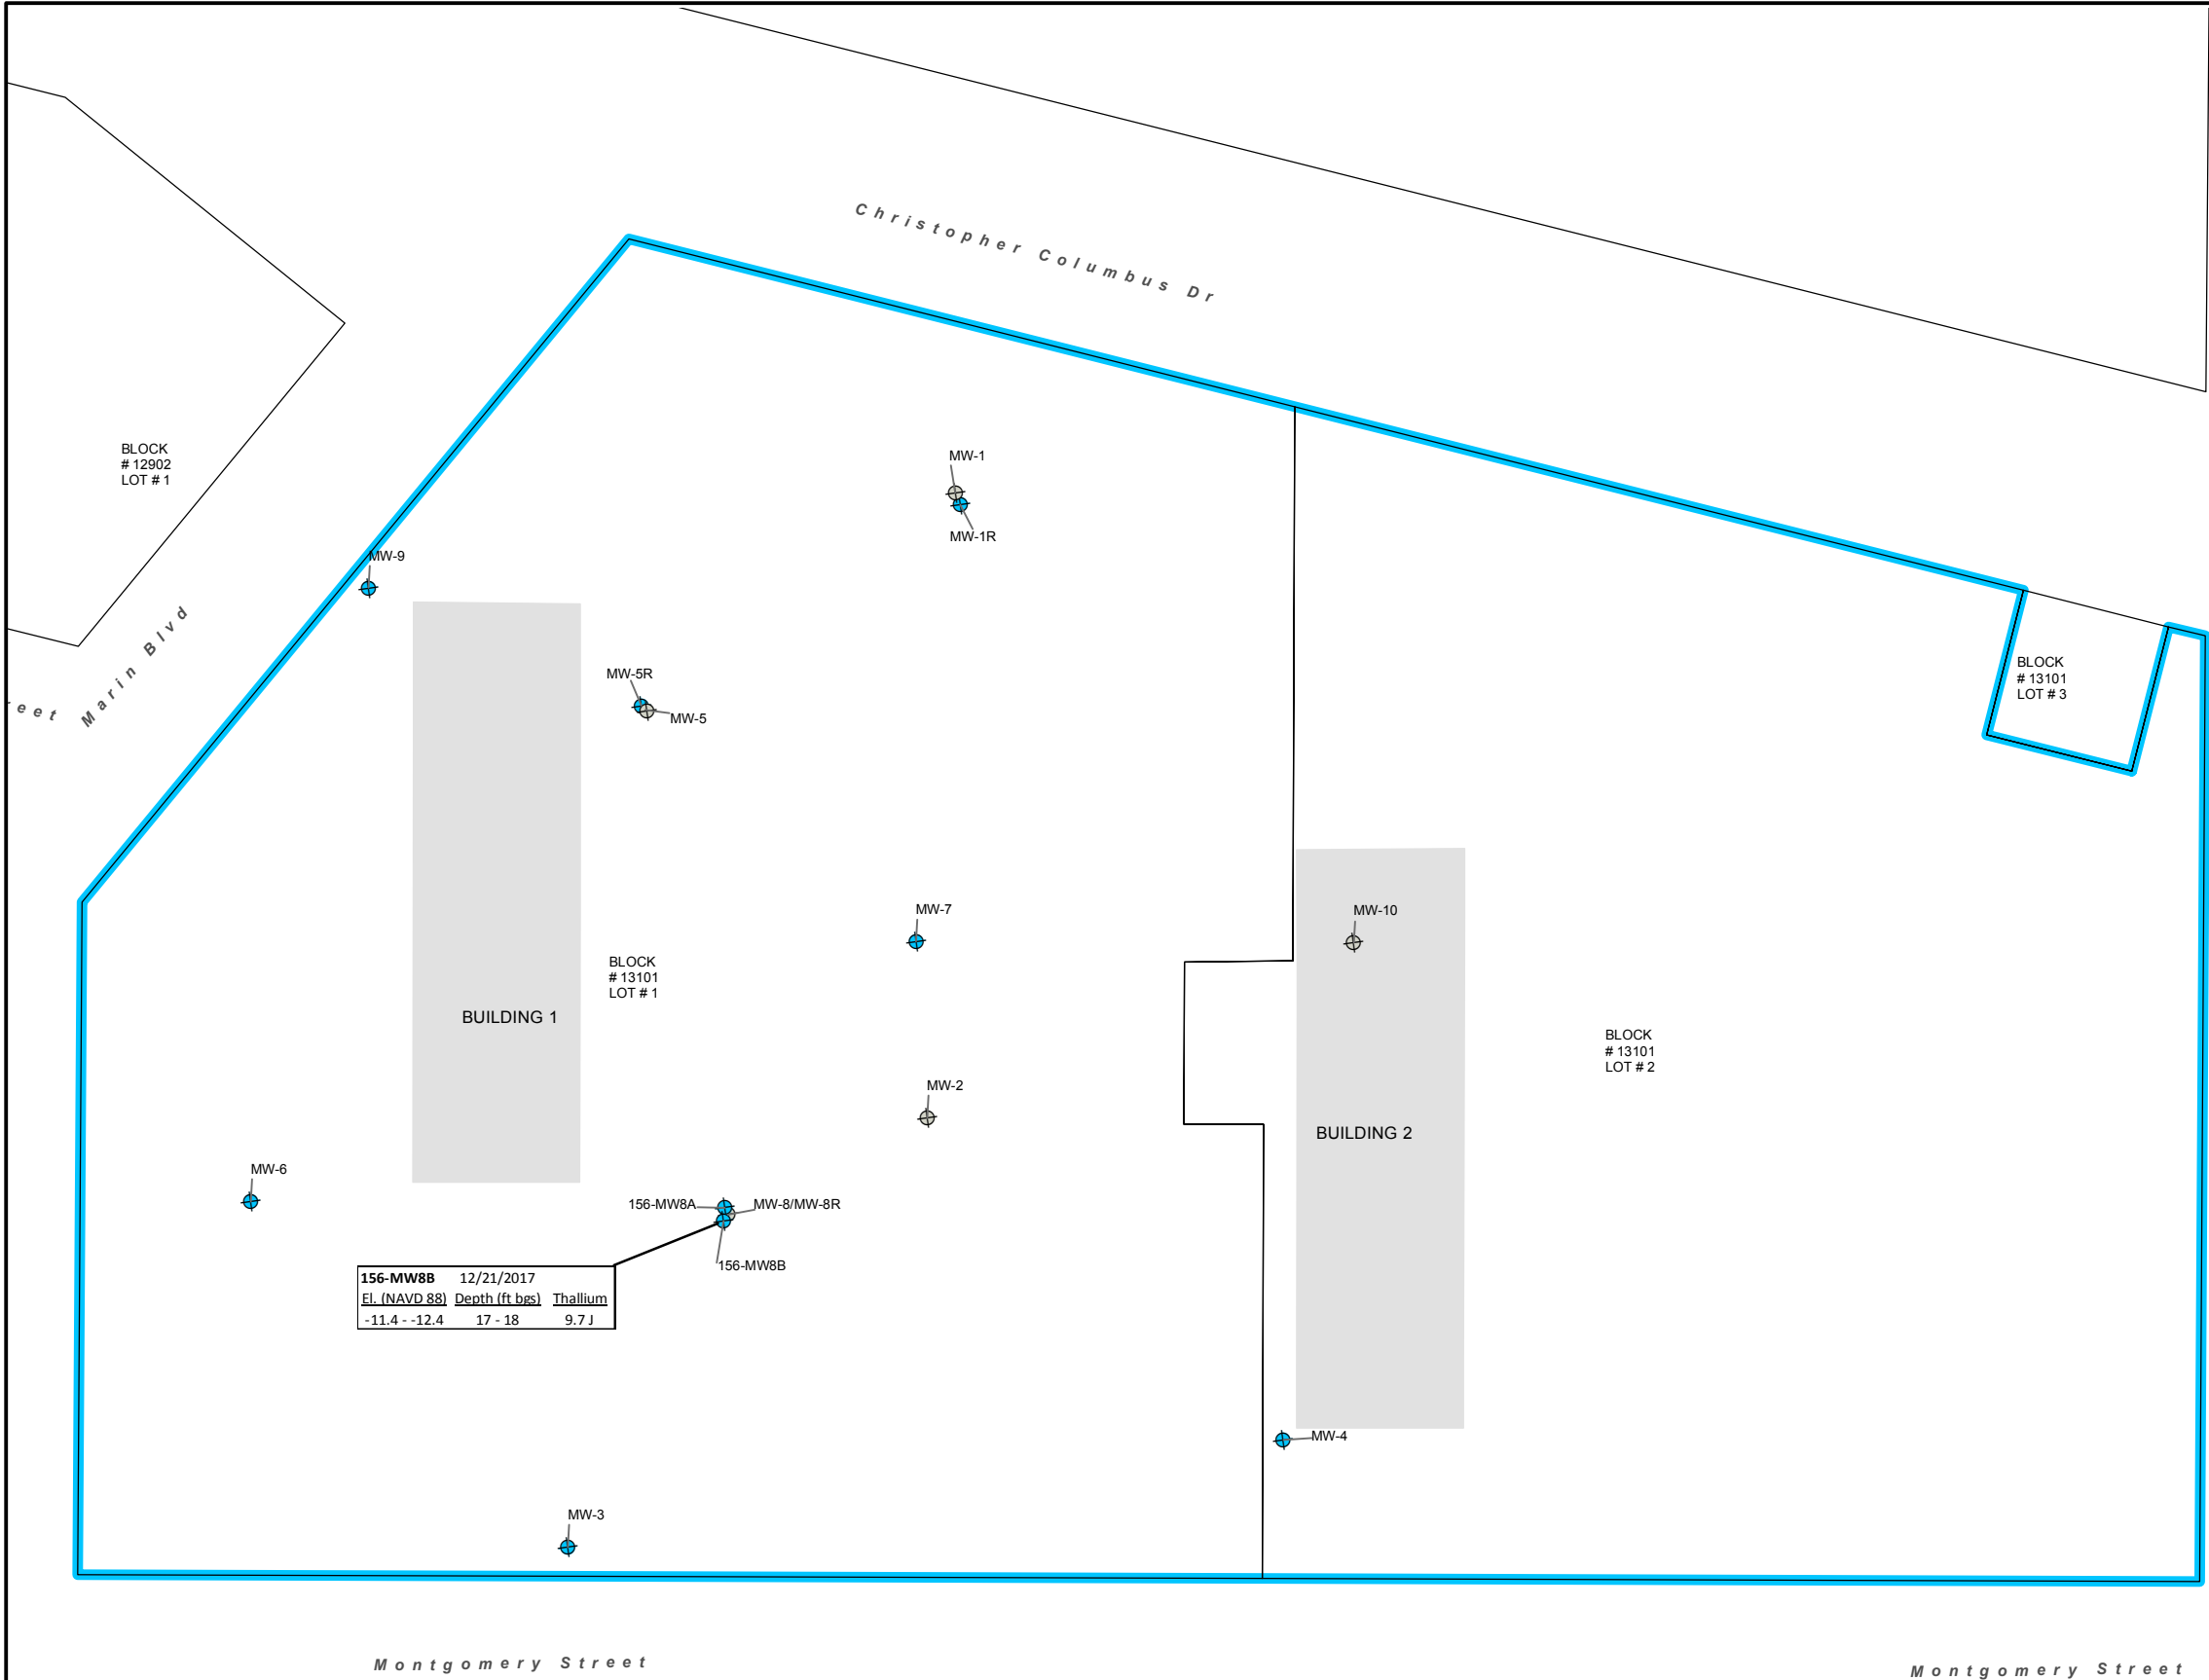 Christopher Columbus Dr
BLOCK
# 12902
LOT # 1
MW-1
MW-1R
MW-9
Marin Blvd
eet
MW-5R
MW-5
BLOCK
# 13101
LOT # 3
MW-7
MW-10
BLOCK
# 13101
LOT # 1
BUILDING 1
BLOCK
# 13101
LOT # 2
MW-2
BUILDING 2
MW-6
156-MW8A
MW-8/MW-8R
156-MW8B
156-MW8B 12/21/2017
El. (NAVD 88) Depth (ft bgs) Thallium
-11.4 - -12.4 17 - 18 9.7 J
MW-4
MW-3
Montgomery Street
Montgomery Street